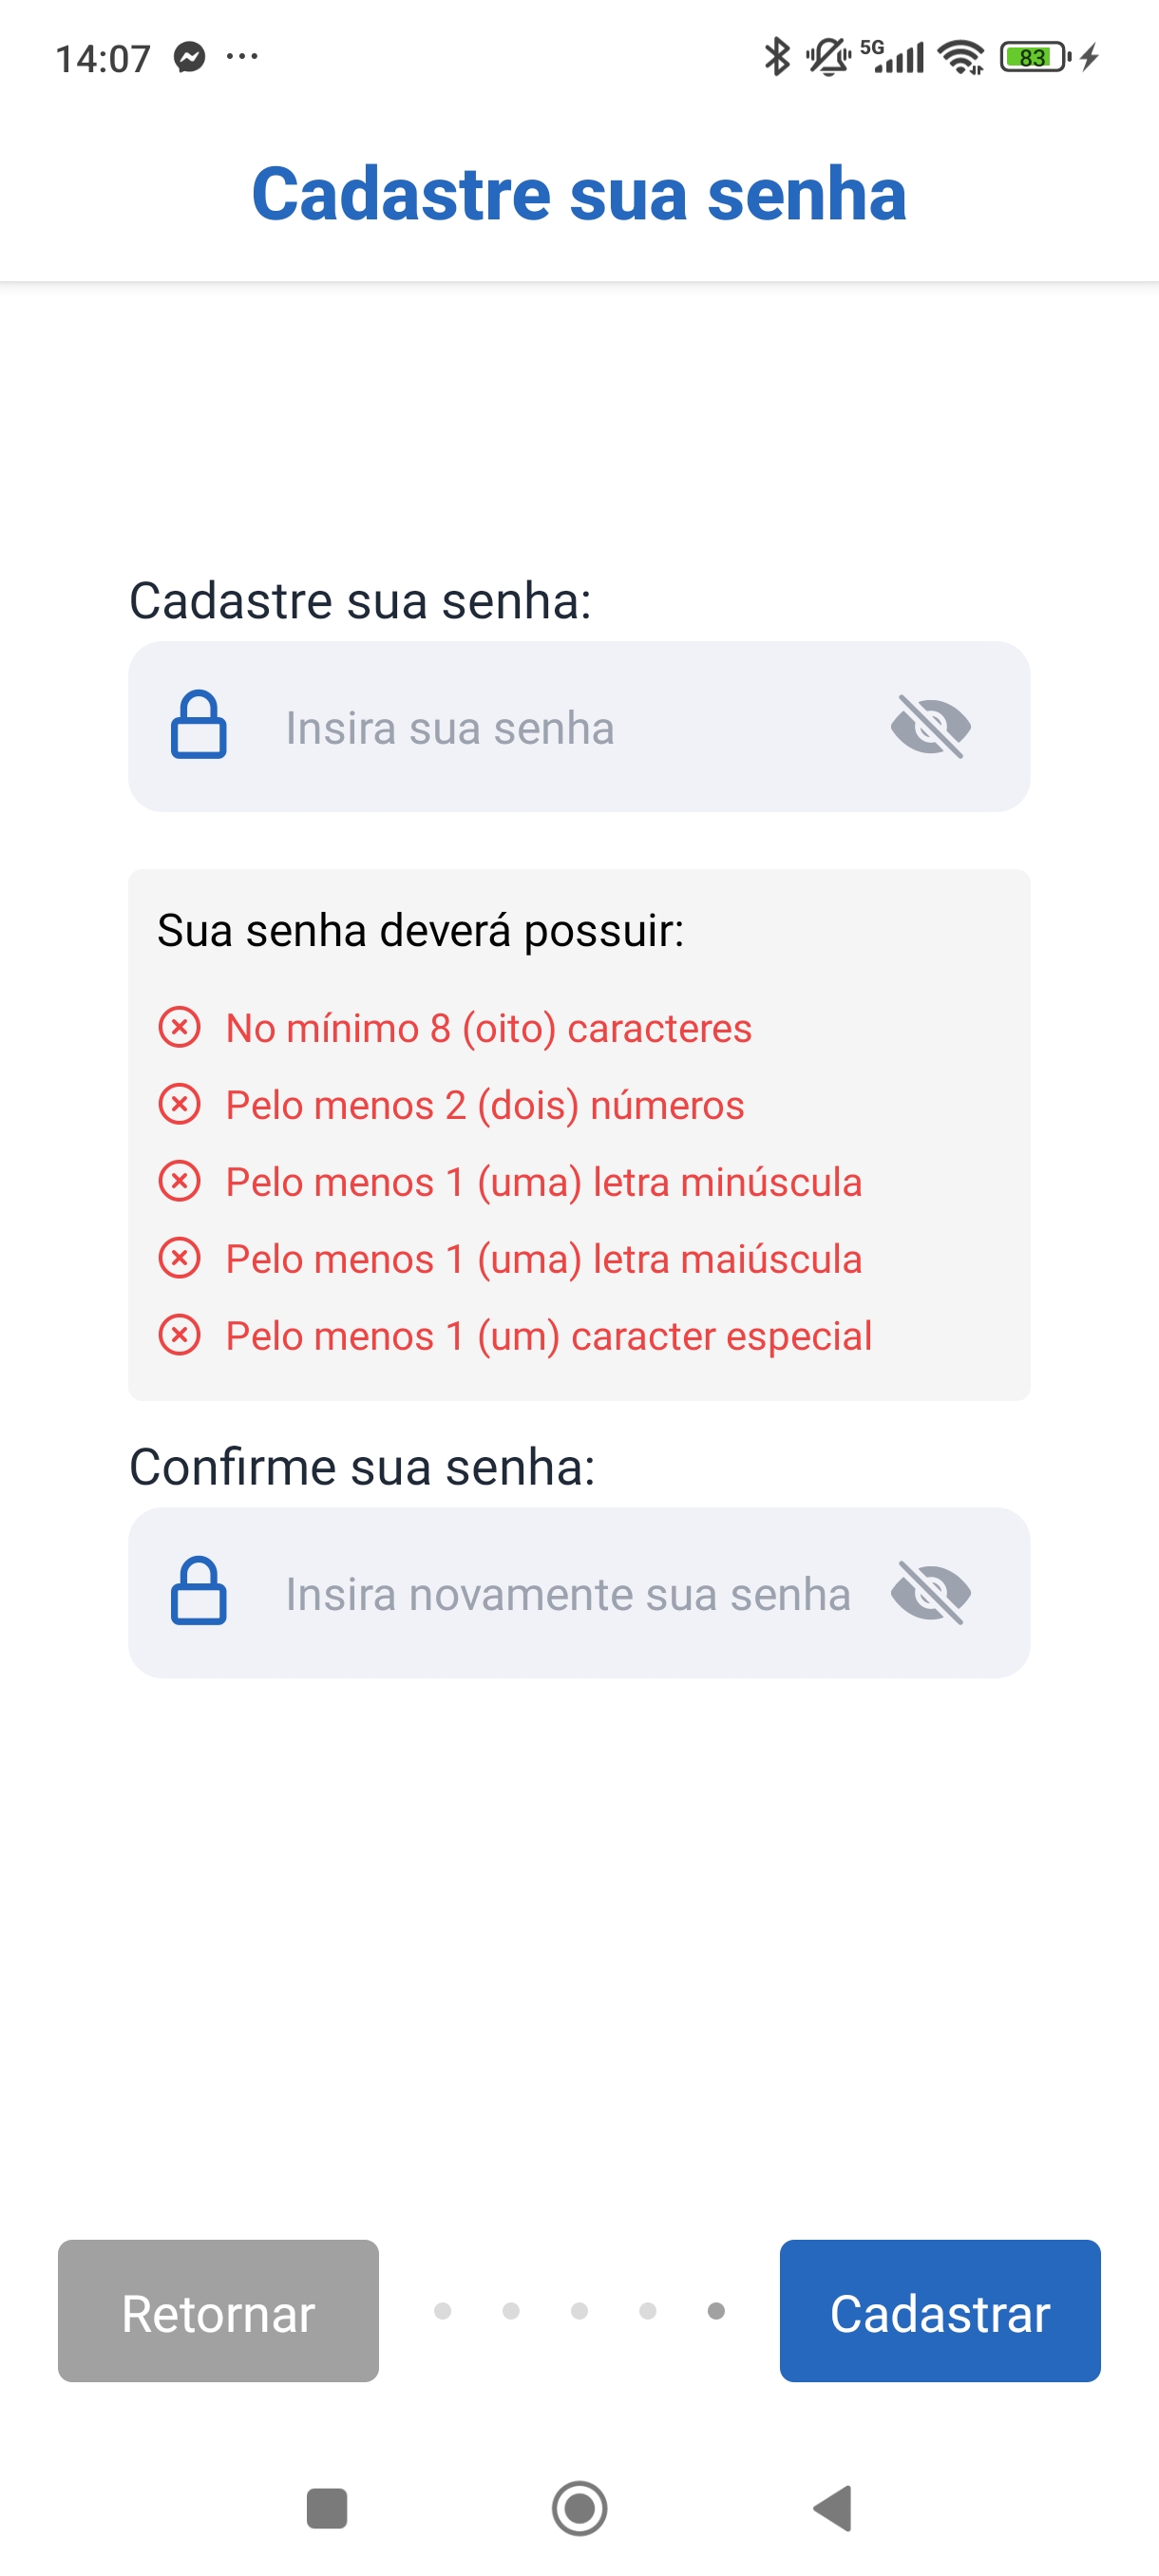 14:07
5G
83
Cadastre sua senha
Cadastre sua senha:
Insira sua senha
Sua senha deverá possuir:
No mínimo 8 (oito) caracteres
Pelo menos 2 (dois) números
Pelo menos 1 (uma) letra minúscula
Pelo menos 1 (uma) letra maiúscula
Pelo menos 1 (um) caracter especial
Confirme sua senha:
Insira novamente sua senha
Retornar
Cadastrar